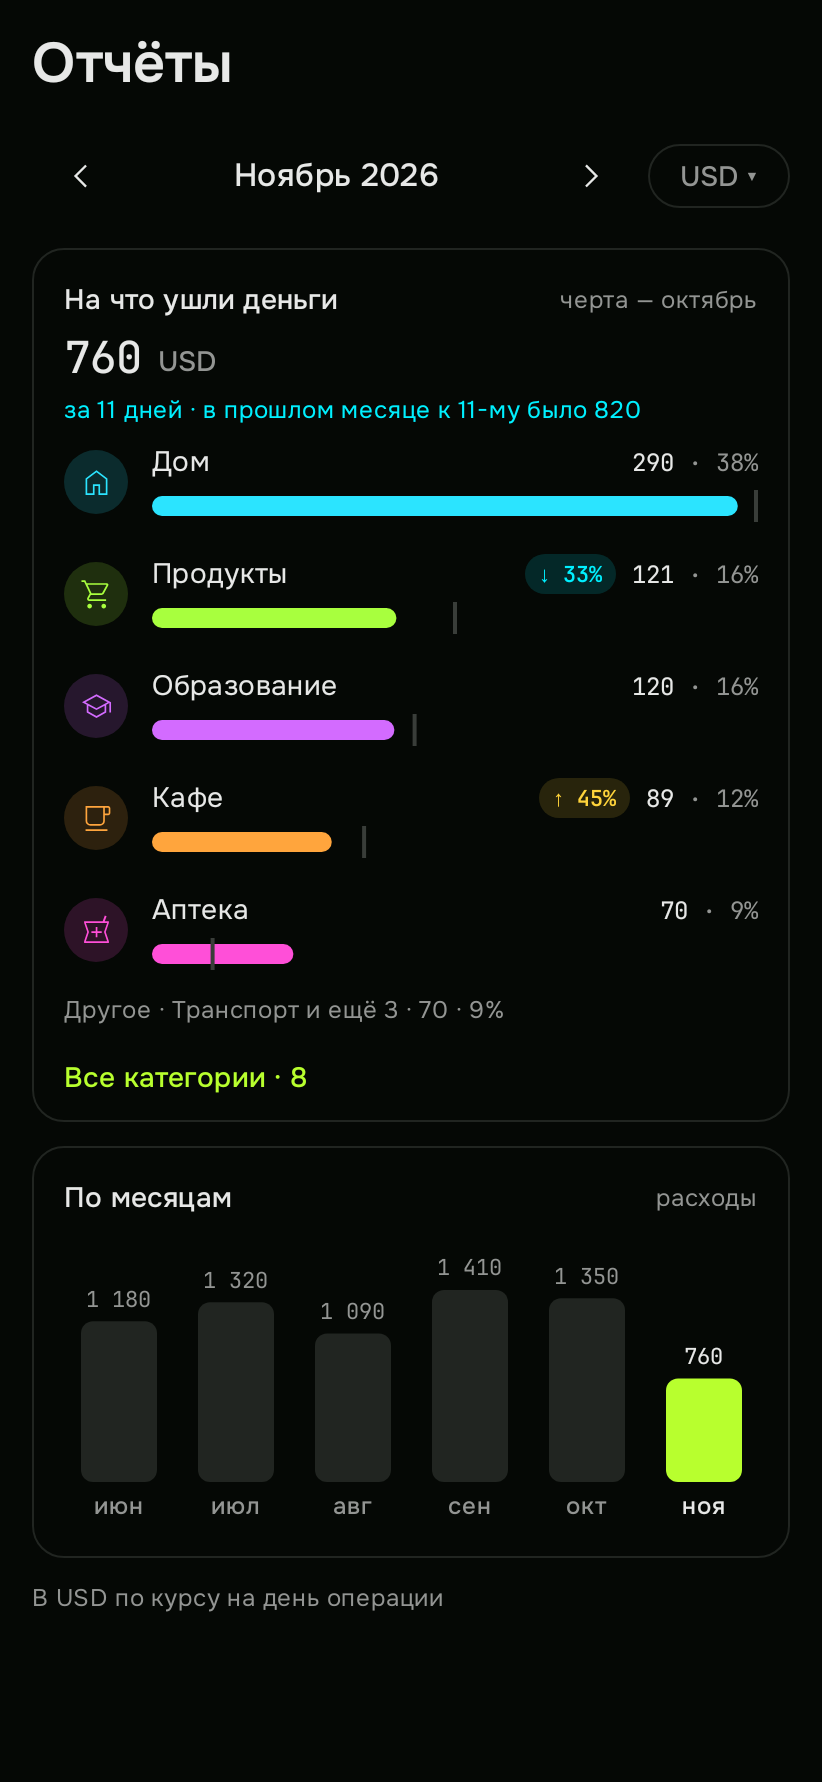 Отчёты
Ноябрь 2026
USD ▾
На что ушли деньги
черта — октябрь
760 USD
за 11 дней · в прошлом месяце к 11-му было 820
Дом 290 · 38%
Продукты ↓ 33% 121 · 16%
Образование 120 · 16%
Кафе ↑ 45% 89 · 12%
Аптека 70 · 9%
Другое · Транспорт и ещё 3 · 70 · 9%
Все категории · 8
По месяцам
расходы
1 180
1 320
1 090
1 410
1 350
760
июн
июл
авг
сен
окт
ноя
В USD по курсу на день операции